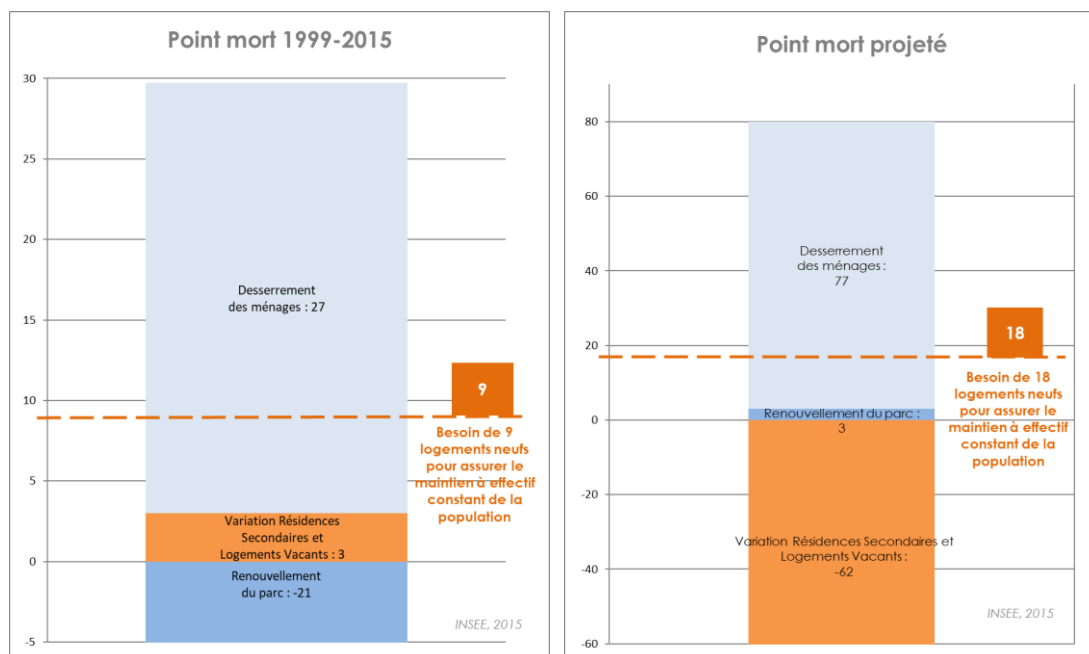 Point mort 1999-2015
30
25
20
15
10
5
0
-5
Desserrement
des ménages : 27
Variation Résidences
Secondaires et
Logements Vacants : 3
Renouvellement
du parc : -21
9
Besoin de 9
logements neufs
pour assurer le
maintien à effectif
constant de la
population
INSEE, 2015
Point mort projeté
80
60
40
20
0
-20
-40
-60
Desserrement
des ménages :
77
Renouvellement du parc :
3
Variation Résidences Secondaires et
Logements Vacants :
-62
18
Besoin de 18
logements neufs
pour assurer le
maintien à effectif
constant de la
population
INSEE, 2015